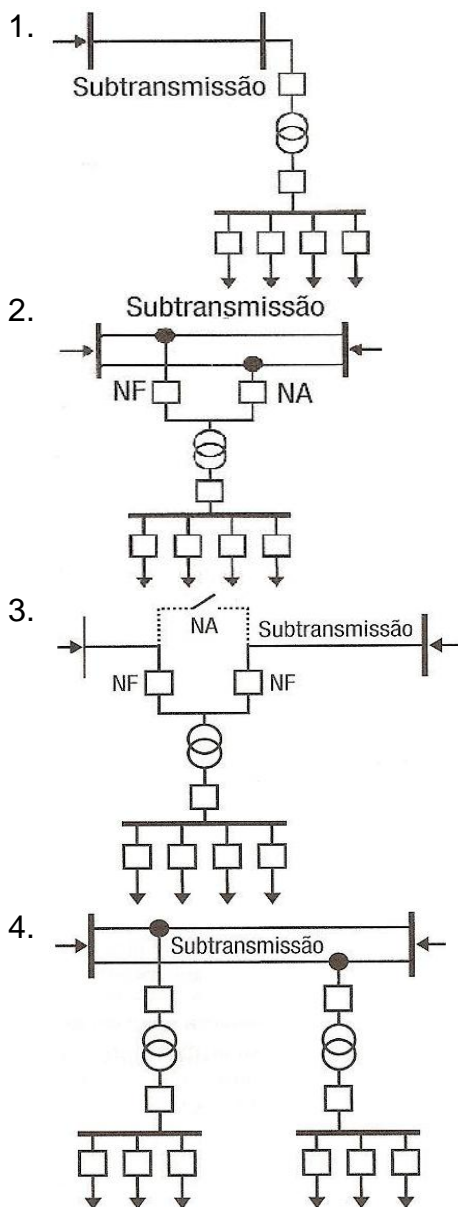 1.
Subtransmissão
2.
Subtransmissão
NF NA
3.
NA
Subtransmissão
NF NF
4.
Subtransmissão